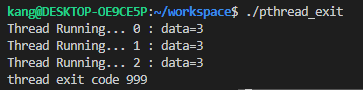 kang@DESKTOP-OE9CE5P:~/workspace$ ./pthread_exit
Thread Running... 0 : data=3
Thread Running... 1 : data=3
Thread Running... 2 : data=3
thread exit code 999